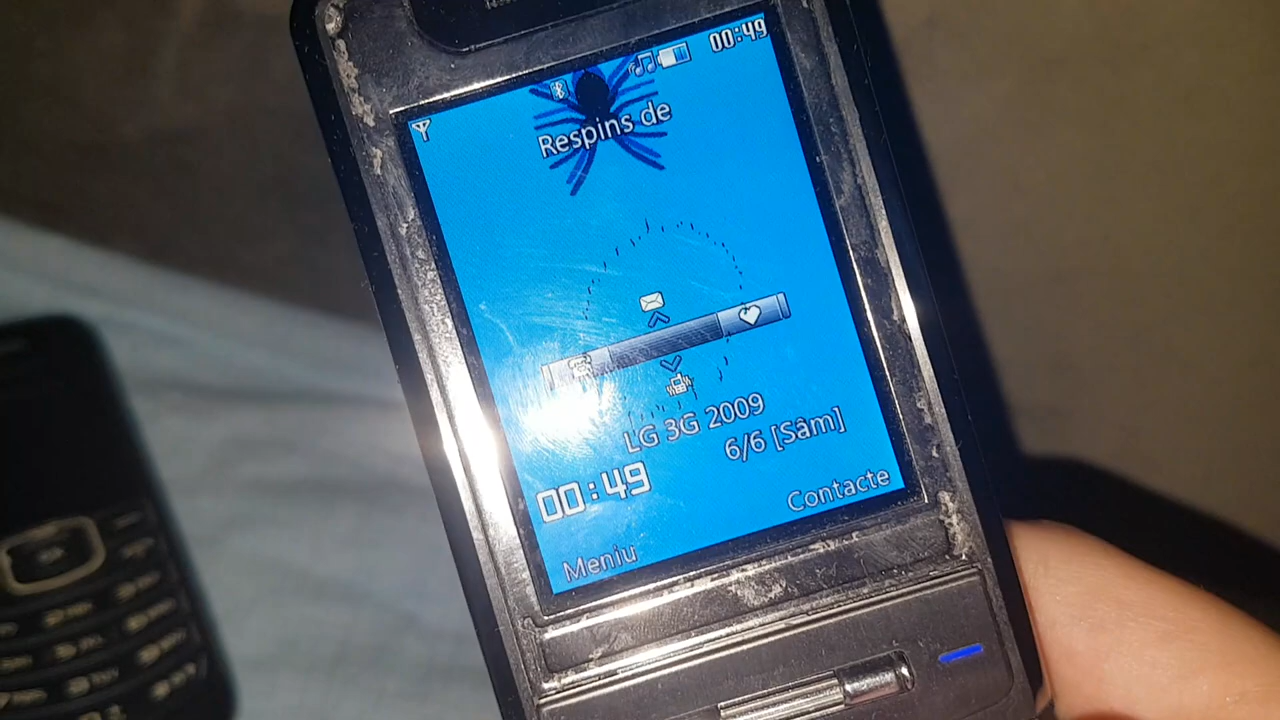 00:49
Respins de
LG 3G 2009
6/6 [Sâm]
00:49
Contacte
Meniu